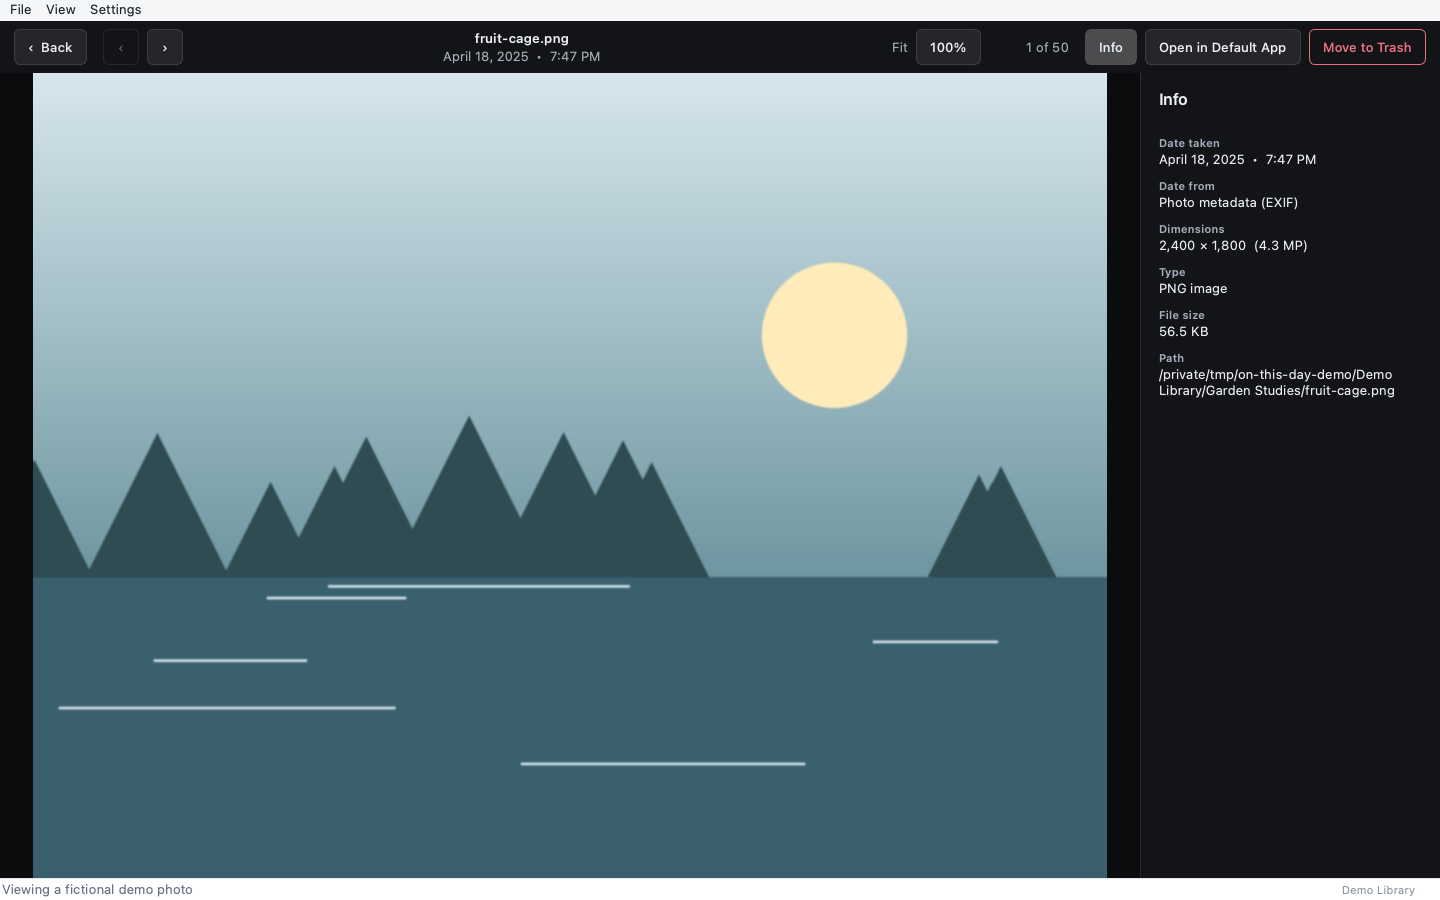 File View Settings
‹ Back ‹ ›
fruit-cage.png
April 18, 2025 • 7:47 PM
Fit 100% 1 of 50 Info Open in Default App Move to Trash
Info
Date taken
April 18, 2025 • 7:47 PM
Date from
Photo metadata (EXIF)
Dimensions
2,400 × 1,800 (4.3 MP)
Type
PNG image
File size
56.5 KB
Path
/private/tmp/on-this-day-demo/Demo
Library/Garden Studies/fruit-cage.png
Viewing a fictional demo photo
Demo Library